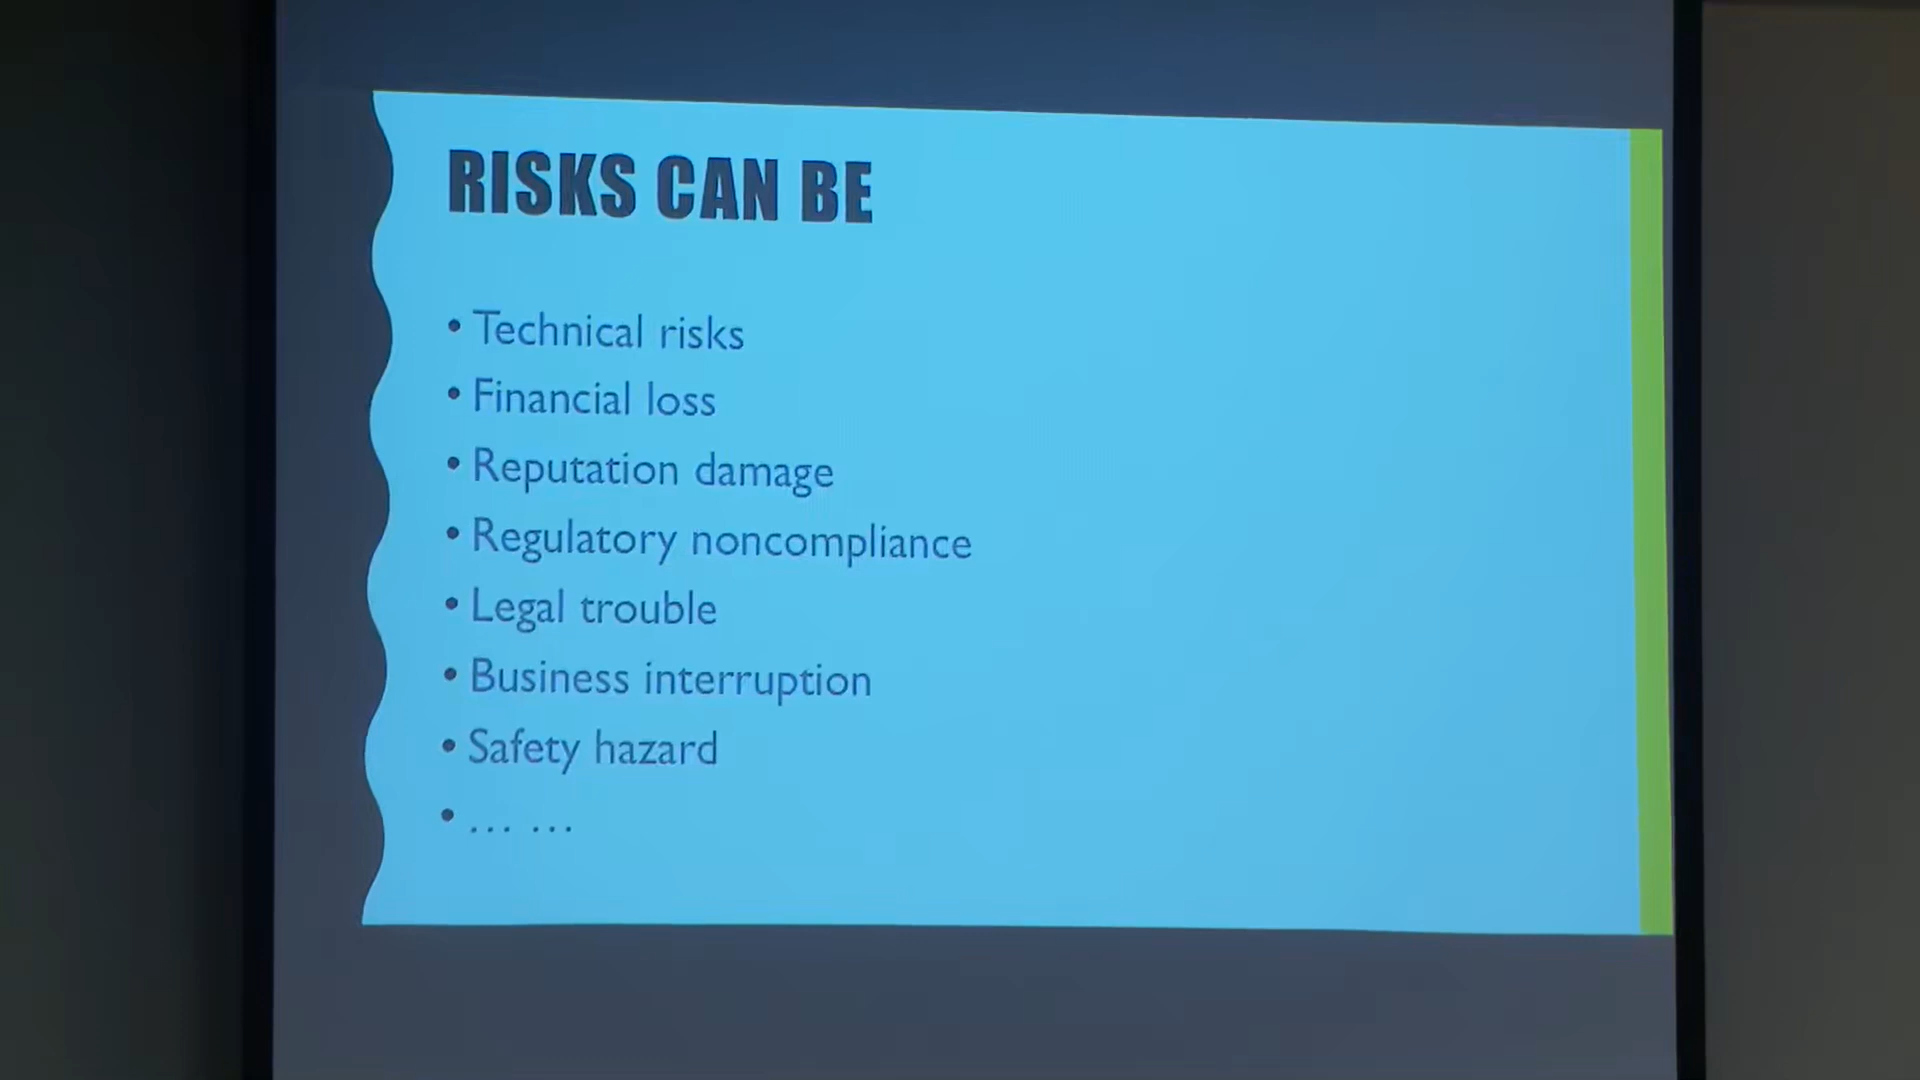 RISKS CAN BE
• Technical risks
• Financial loss
• Reputation damage
• Regulatory noncompliance
• Legal trouble
• Business interruption
• Safety hazard
• ... ...